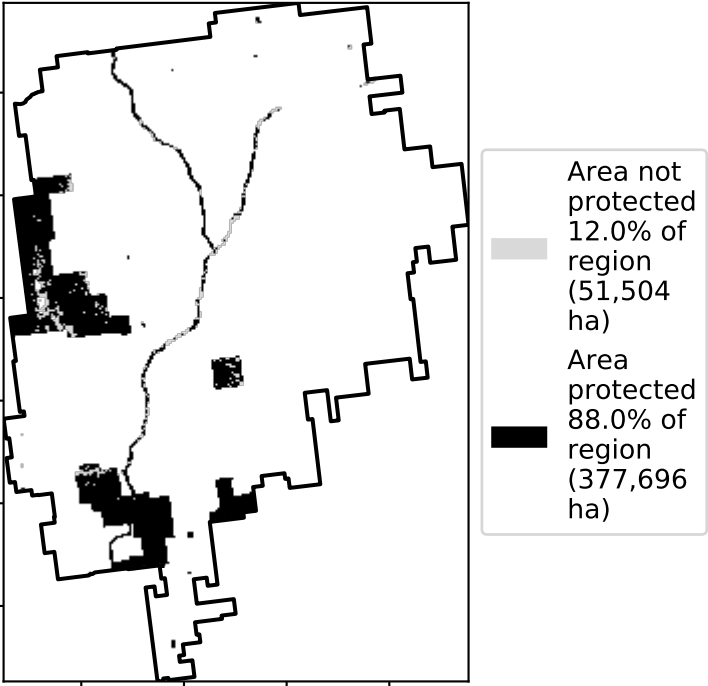 Area not
protected
12.0% of
region
(51,504
ha)
Area
protected
88.0% of
region
(377,696
ha)